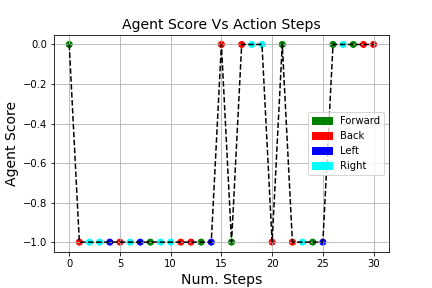 Agent Score Vs Action Steps
0.0
−0.2
−0.4
−0.6
−0.8
−1.0
Agent Score
Forward
Back
Left
Right
0 5 10 15 20 25 30
Num. Steps